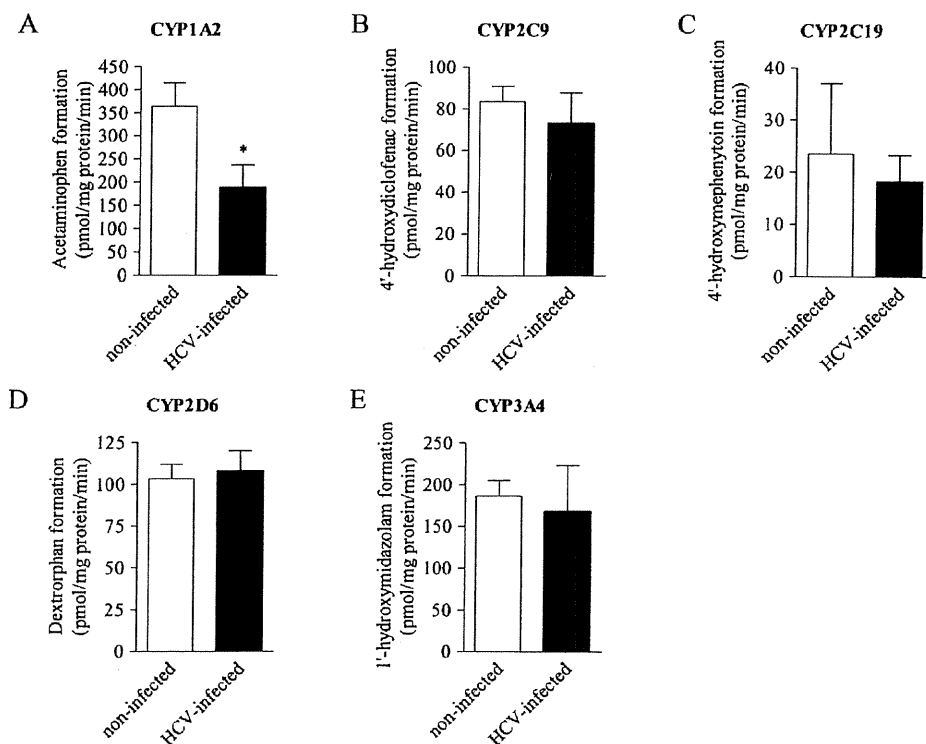 A
CYP1A2
Acetaminophen formation
(pmol/mg protein/min)
450
400
350
300
250
200
150
100
50
0
*
non-infected
HCV-infected
B
CYP2C9
4'-hydroxydiclofenac formation
(pmol/mg protein/min)
100
80
60
40
20
0
non-infected
HCV-infected
C
CYP2C19
4'-hydroxymephenytoin formation
(pmol/mg protein/min)
40
30
20
10
0
non-infected
HCV-infected
D
CYP2D6
Dextrorphan formation
(pmol/mg protein/min)
125
100
75
50
25
0
non-infected
HCV-infected
E
CYP3A4
1'-hydroxymidazolam formation
(pmol/mg protein/min)
250
200
150
100
50
0
non-infected
HCV-infected